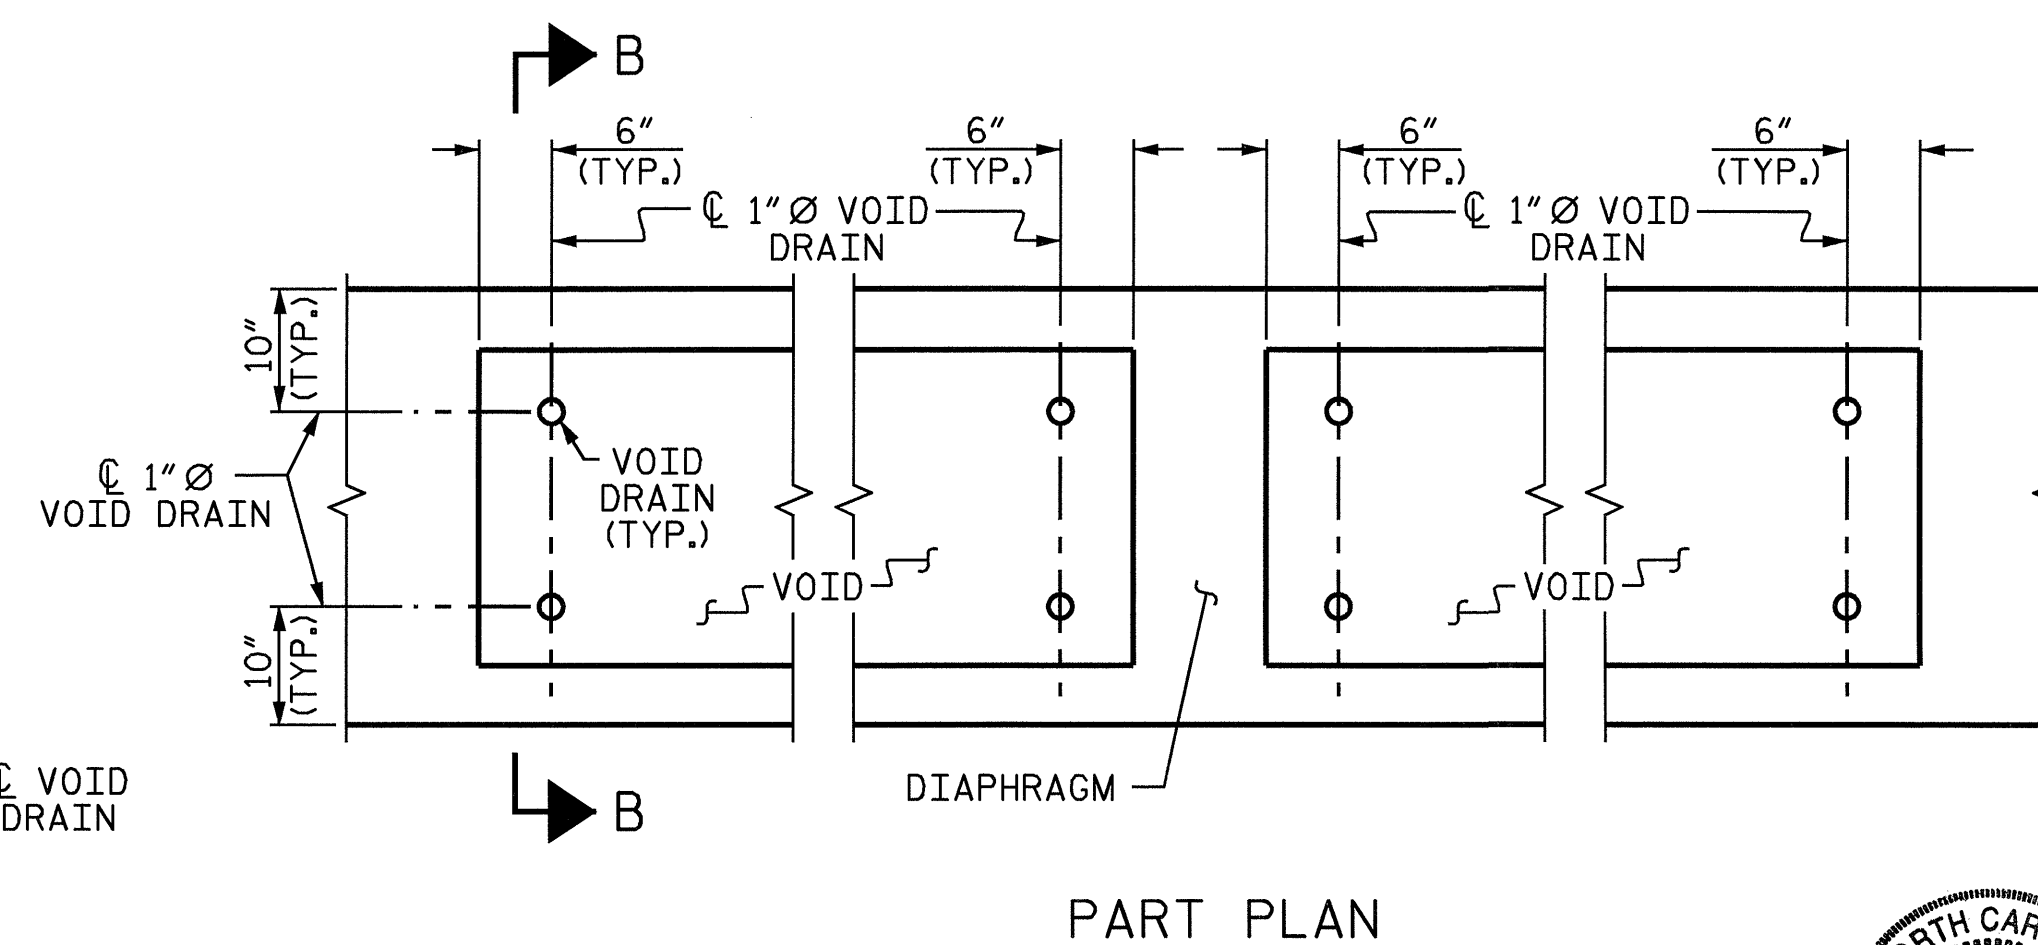 B
6"
(TYP.)
6"
(TYP.)
6"
(TYP.)
6"
(TYP.)
℄ 1"Ø VOID
DRAIN
℄ 1"Ø VOID
DRAIN
10"
(TYP.)
℄ 1"Ø
VOID DRAIN
VOID
DRAIN
(TYP.)
VOID
VOID
10"
(TYP.)
DIAPHRAGM
℄ VOID
DRAIN
B
PART PLAN